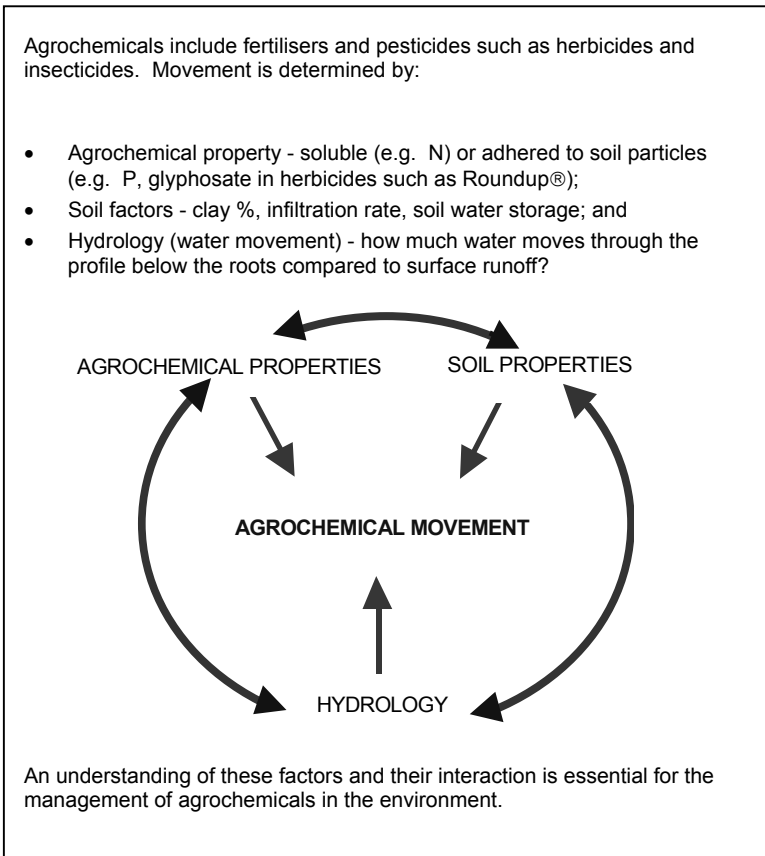 Agrochemicals include fertilisers and pesticides such as herbicides and
insecticides. Movement is determined by:
• Agrochemical property - soluble (e.g. N) or adhered to soil particles
(e.g. P, glyphosate in herbicides such as Roundup®);
• Soil factors - clay %, infiltration rate, soil water storage; and
• Hydrology (water movement) - how much water moves through the
profile below the roots compared to surface runoff?
AGROCHEMICAL PROPERTIES
SOIL PROPERTIES
AGROCHEMICAL MOVEMENT
HYDROLOGY
An understanding of these factors and their interaction is essential for the
management of agrochemicals in the environment.